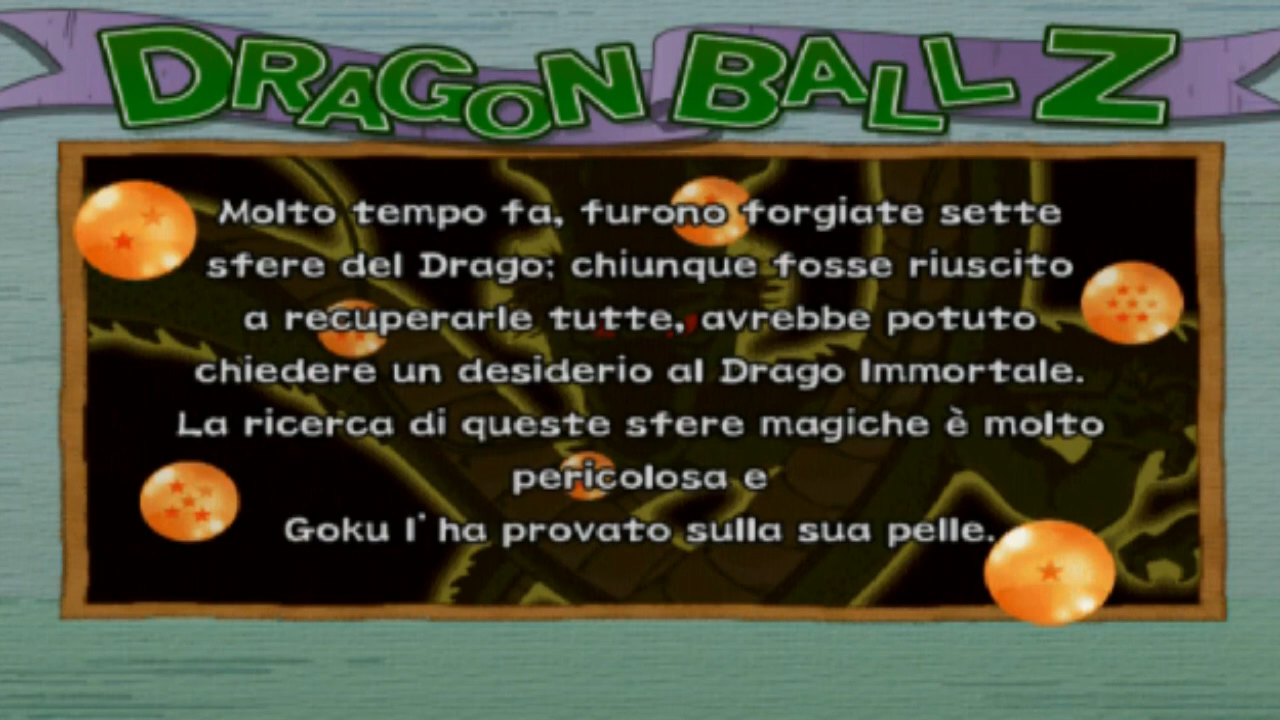 DRAGON BALL Z
Molto tempo fa, furono forgiate sette
sfere del Drago; chiunque fosse riuscito
a recuperarle tutte, avrebbe potuto
chiedere un desiderio al Drago Immortale.
La ricerca di queste sfere magiche è molto
pericolosa e
Goku l'ha provato sulla sua pelle.